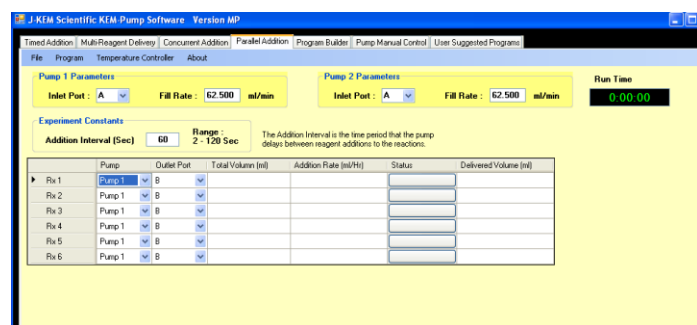 J-KEM Scientific KEM-Pump Software Version MP
Timed Addition Multi-Reagent Delivery Concurrent Addition Parallel Addition Program Builder Pump Manual Control User Suggested Programs
File Program Temperature Controller About
Pump 1 Parameters Pump 2 Parameters Run Time
Inlet Port : A Fill Rate : 62.500 ml/min Inlet Port : A Fill Rate : 62.500 ml/min 0:00:00
Experiment Constants
Addition Interval (Sec) 60 Range : 2 - 120 Sec
The Addition Interval is the time period that the pump
delays between reagent additions to the reactions.
Pump Outlet Port Total Volumn (ml) Addition Rate (ml/Hr) Status Delivered Volume (ml)
Rx 1 Pump 1 B
Rx 2 Pump 1 B
Rx 3 Pump 1 B
Rx 4 Pump 1 B
Rx 5 Pump 1 B
Rx 6 Pump 1 B